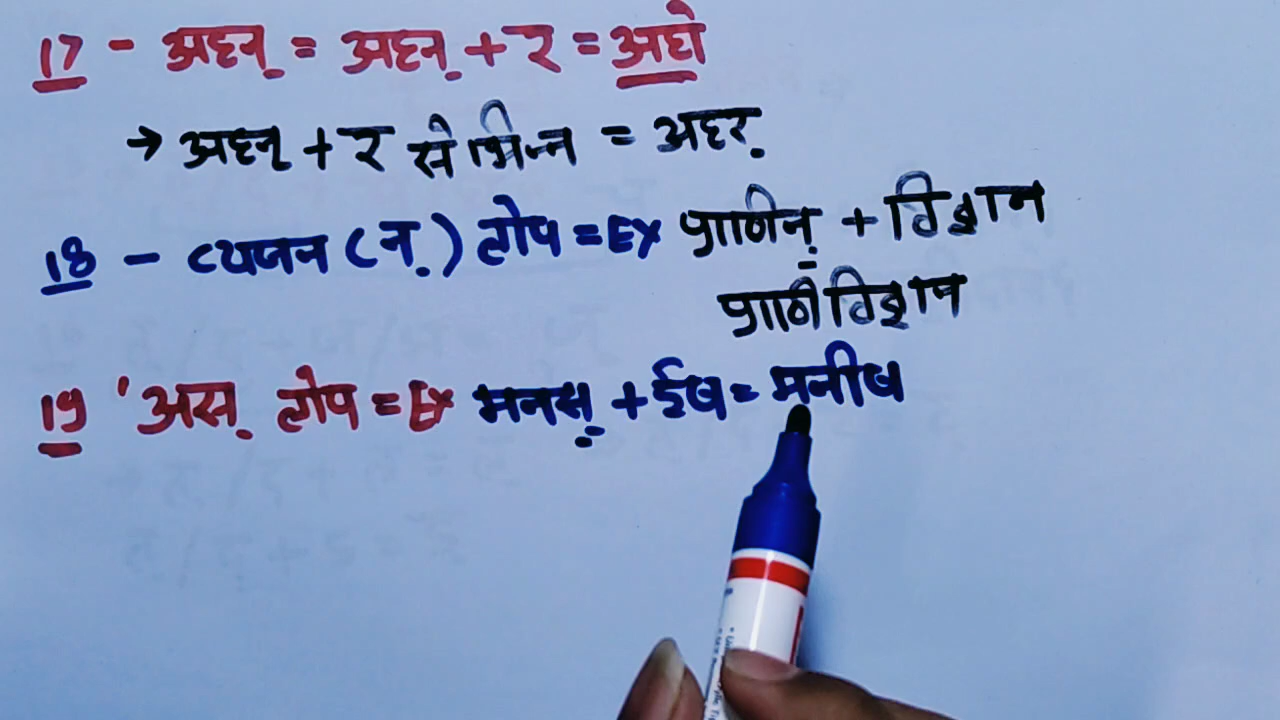 17 - अहन् = अहन् + र = अहो
→ अहन् + र से भिन्न = अहर्
18 - व्यंजन (न्) लोप = Ex प्राणिन् + विज्ञान
प्राणिविज्ञान
19 'अस् लोप = Ex मनस् + ईष = मनीष